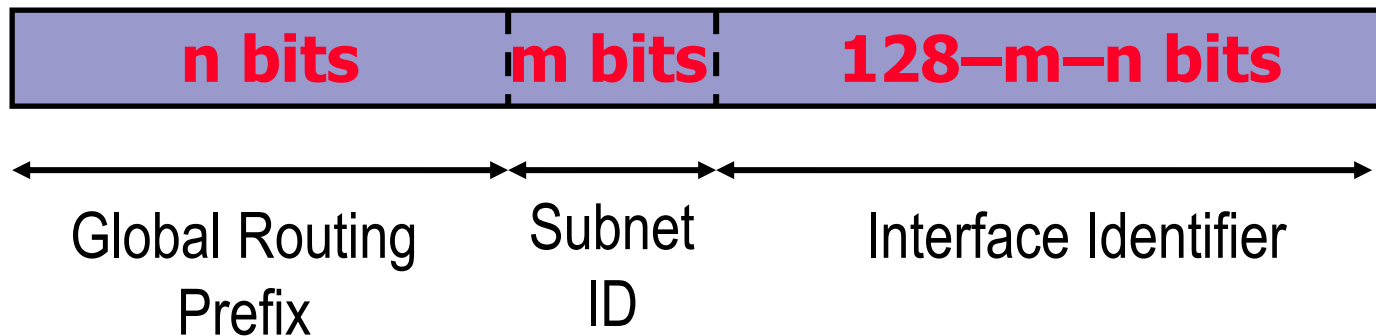 n bits m bits 128–m–n bits
Global Routing Prefix
Subnet ID
Interface Identifier